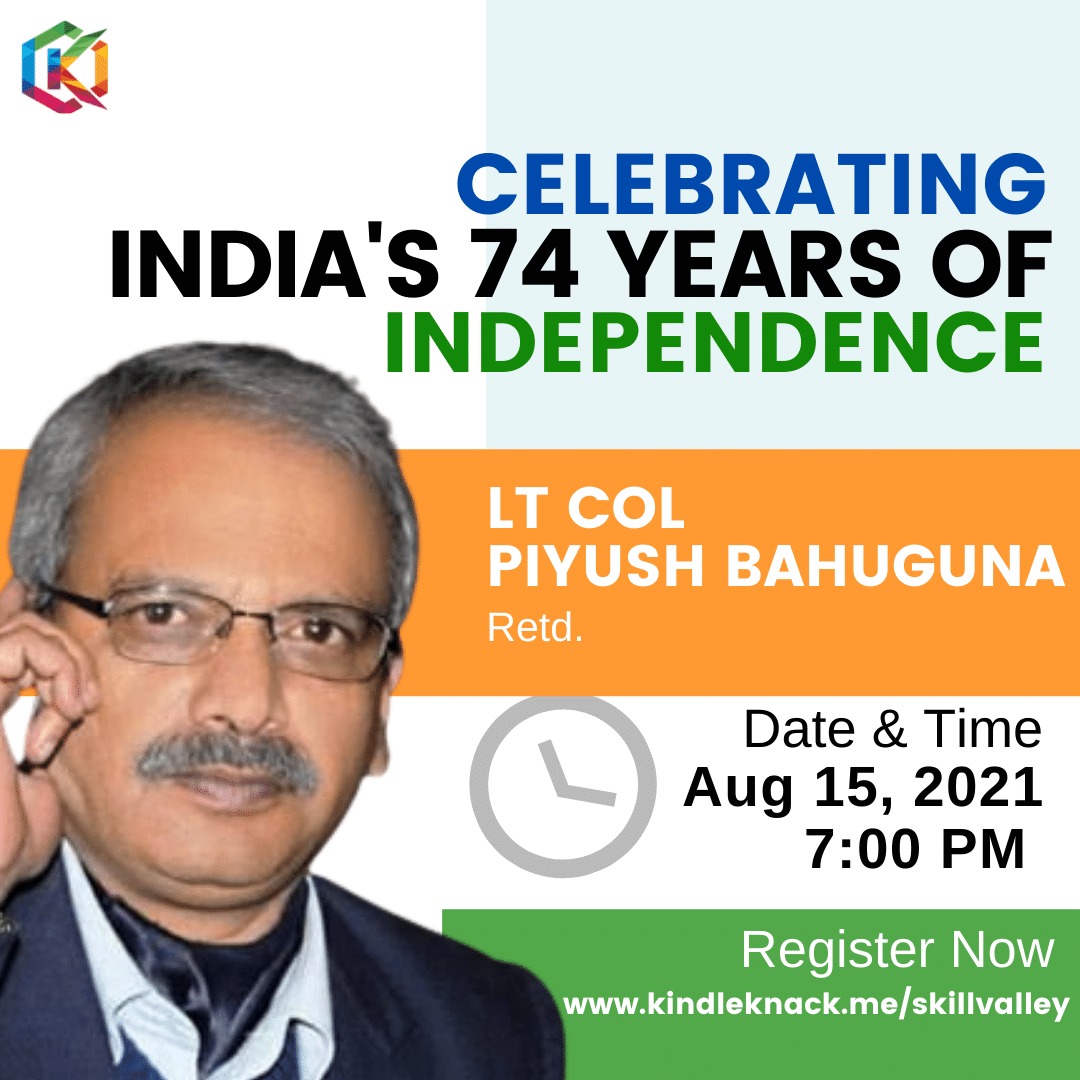 CELEBRATING
INDIA'S 74 YEARS OF
INDEPENDENCE
LT COL
PIYUSH BAHUGUNA
Retd.
Date & Time
Aug 15, 2021
7:00 PM
Register Now
www.kindleknack.me/skillvalley